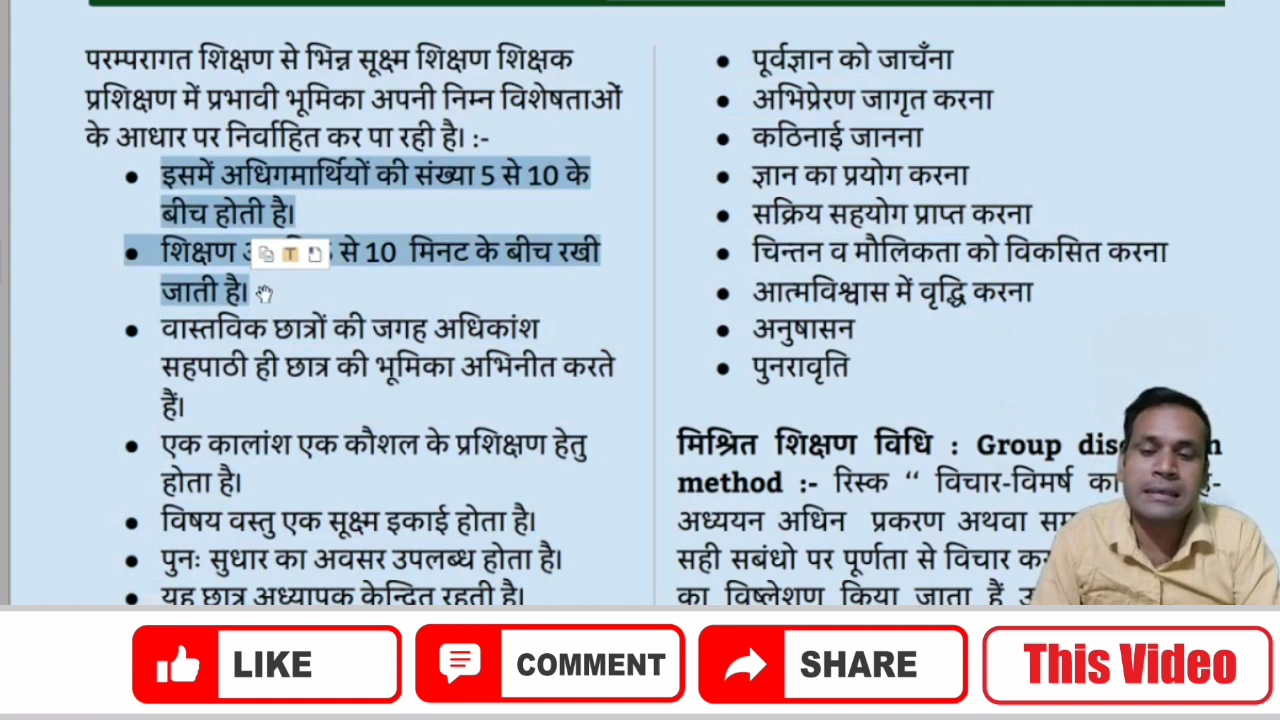 परम्परागत शिक्षण से भिन्न सूक्ष्म शिक्षण शिक्षक
प्रशिक्षण में प्रभावी भूमिका अपनी निम्न विशेषताओं
के आधार पर निर्वाहित कर पा रही है। :-
● इसमें अधिगमार्थियों की संख्या 5 से 10 के
बीच होती है।
● शिक्षण से 10 मिनट के बीच रखी
जाती है।
● वास्तविक छात्रों की जगह अधिकांश
सहपाठी ही छात्र की भूमिका अभिनीत करते
हैं।
● एक कालांश एक कौशल के प्रशिक्षण हेतु
होता है।
● विषय वस्तु एक सूक्ष्म इकाई होता है।
● पुनः सुधार का अवसर उपलब्ध होता है।
● यह छात्र अध्यापक केन्द्रित रहती है।
● पूर्वज्ञान को जाचँना
● अभिप्रेरण जागृत करना
● कठिनाई जानना
● ज्ञान का प्रयोग करना
● सक्रिय सहयोग प्राप्त करना
● चिन्तन व मौलिकता को विकसित करना
● आत्मविश्वास में वृद्धि करना
● अनुषासन
● पुनरावृति
मिश्रित शिक्षण विधि : Group
method :- रिस्क “ विचार-विमर्ष
अध्ययन अधिन प्रकरण अथवा
सही सबंधो पर पूर्णता से विचार
का विष्लेशण किया जाता हैं
LIKE
COMMENT
SHARE
This Video